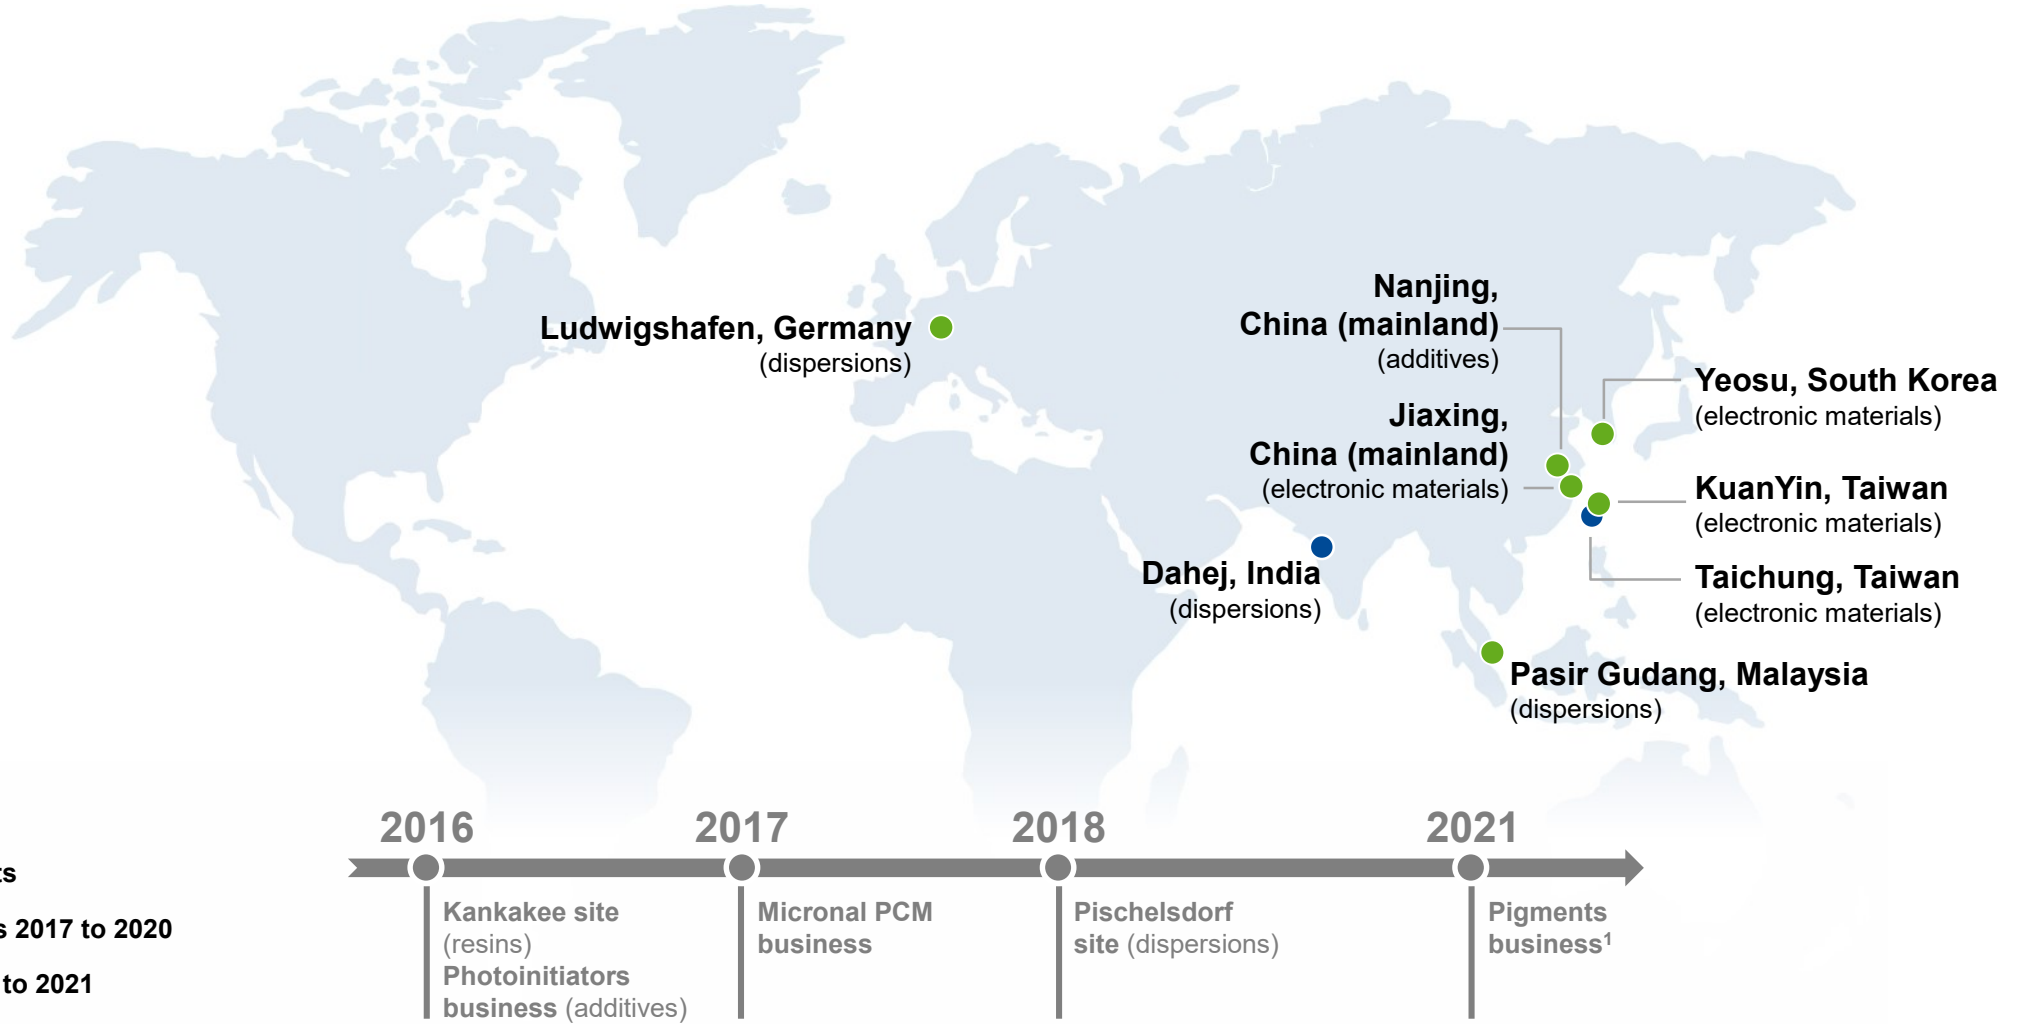 Nanjing,
China (mainland)
(additives)
Ludwigshafen, Germany
(dispersions)
Yeosu, South Korea
(electronic materials)
Jiaxing,
China (mainland)
(electronic materials)
KuanYin, Taiwan
(electronic materials)
Dahej, India
(dispersions)
Taichung, Taiwan
(electronic materials)
Pasir Gudang, Malaysia
(dispersions)
2016
2017
2018
2021
Kankakee site
(resins)
Photoinitiators
business (additives)
Micronal PCM
business
Pischelsdorf
site (dispersions)
Pigments
business¹
2017 to 2020
to 2021